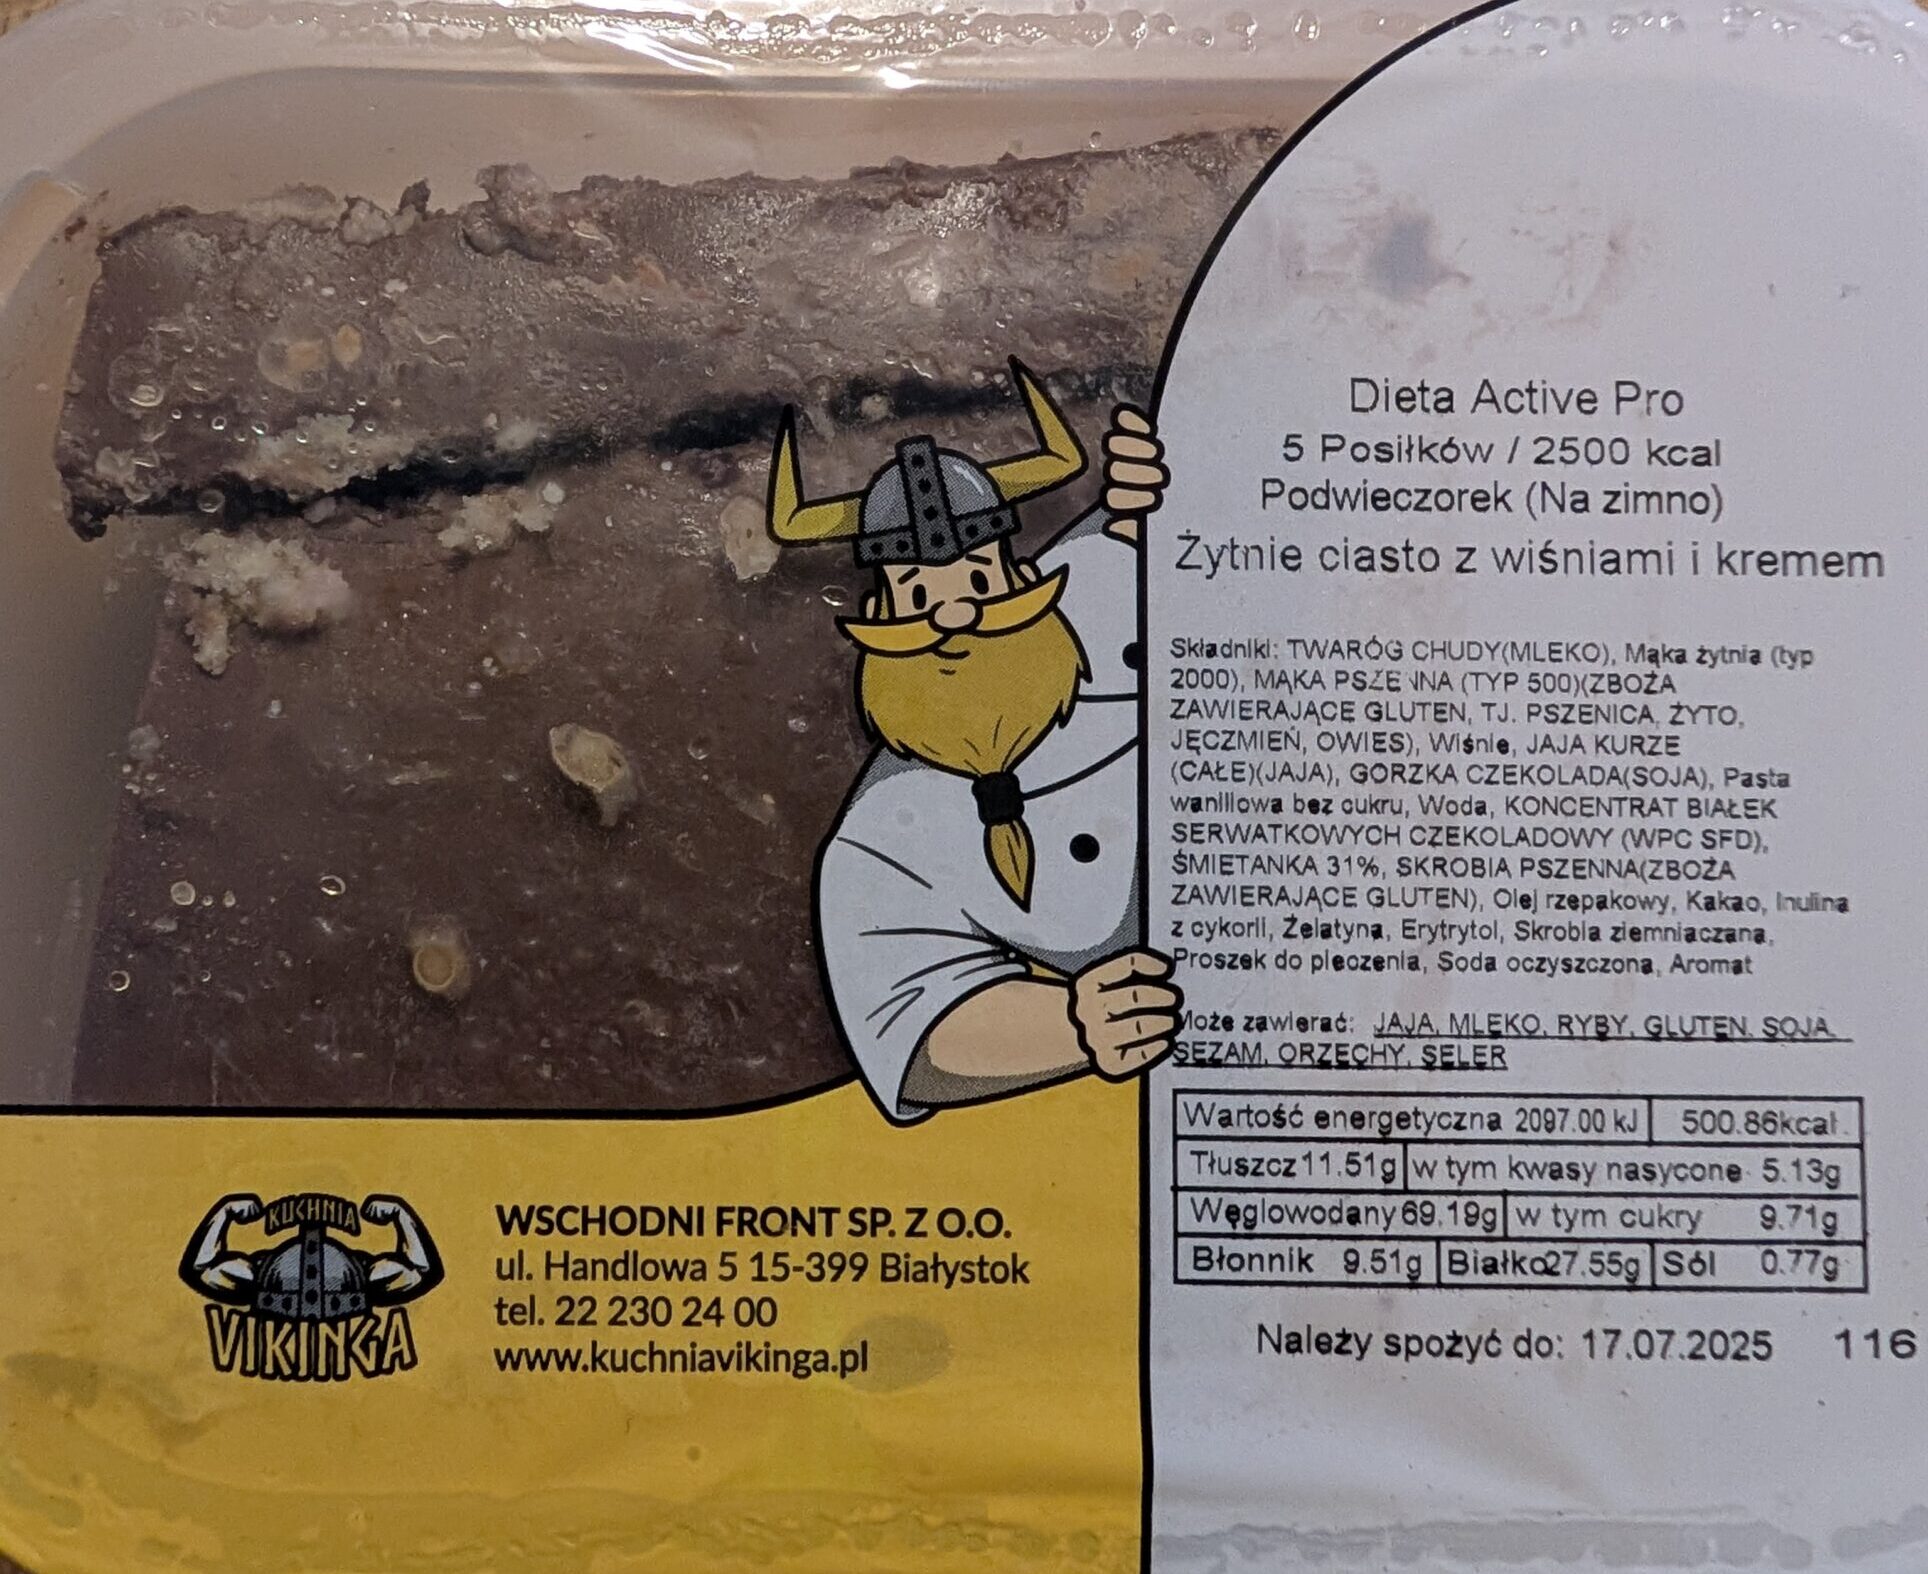 Dieta Active Pro
5 Posiłków / 2500 kcal
Podwieczorek (Na zimno)
Żytnie ciasto z wiśniami i kremem
Składniki: TWARÓG CHUDY(MLEKO), Mąka żytnia (typ
2000), MĄKA PSZENNA (TYP 500)(ZBOŻA
ZAWIERAJĄCE GLUTEN, TJ. PSZENICA, ŻYTO,
JĘCZMIEŃ, OWIES), Wiśnie, JAJA KURZE
(CAŁE)(JAJA), GORZKA CZEKOLADA(SOJA), Pasta
waniliowa bez cukru, Woda, KONCENTRAT BIAŁEK
SERWATKOWYCH CZEKOLADOWY (WPC SFD),
ŚMIETANKA 31%, SKROBIA PSZENNA(ZBOŻA
ZAWIERAJĄCE GLUTEN), Olej rzepakowy, Kakao, Inulina
z cykorii, Żelatyna, Erytrytol, Skrobia ziemniaczana,
Proszek do pieczenia, Soda oczyszczona, Aromat
Może zawierać: JAJA, MLEKO, RYBY, GLUTEN, SOJA,
SEZAM, ORZECHY, SELER
Wartość energetyczna 2097.00 kJ 500.86kcal
Tłuszcz 11.51g w tym kwasy nasycone 5.13g
Węglowodany 69.19g w tym cukry 9.71g
Błonnik 9.51g Białko 27.55g Sól 0.77g
Należy spożyć do: 17.07.2025 116
KUCHNIA
VIKINGA
WSCHODNI FRONT SP. Z O.O.
ul. Handlowa 5 15-399 Białystok
tel. 22 230 24 00
www.kuchniavikinga.pl